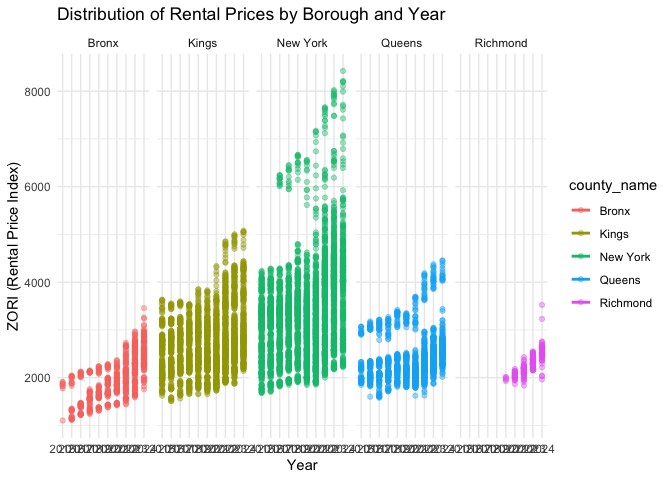 Distribution of Rental Prices by Borough and Year
Bronx Kings New York Queens Richmond
8000
6000
4000
2000
ZORI (Rental Price Index)
Year
county_name
Bronx
Kings
New York
Queens
Richmond